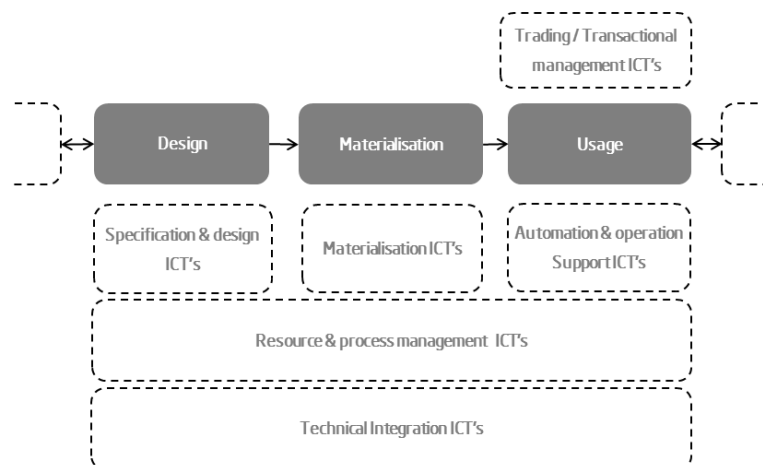 Trading / Transactional
management ICT's
Design
Materialisation
Usage
Specification & design
ICT's
Materialisation ICT's
Automation & operation
Support ICT's
Resource & process management ICT's
Technical Integration ICT's